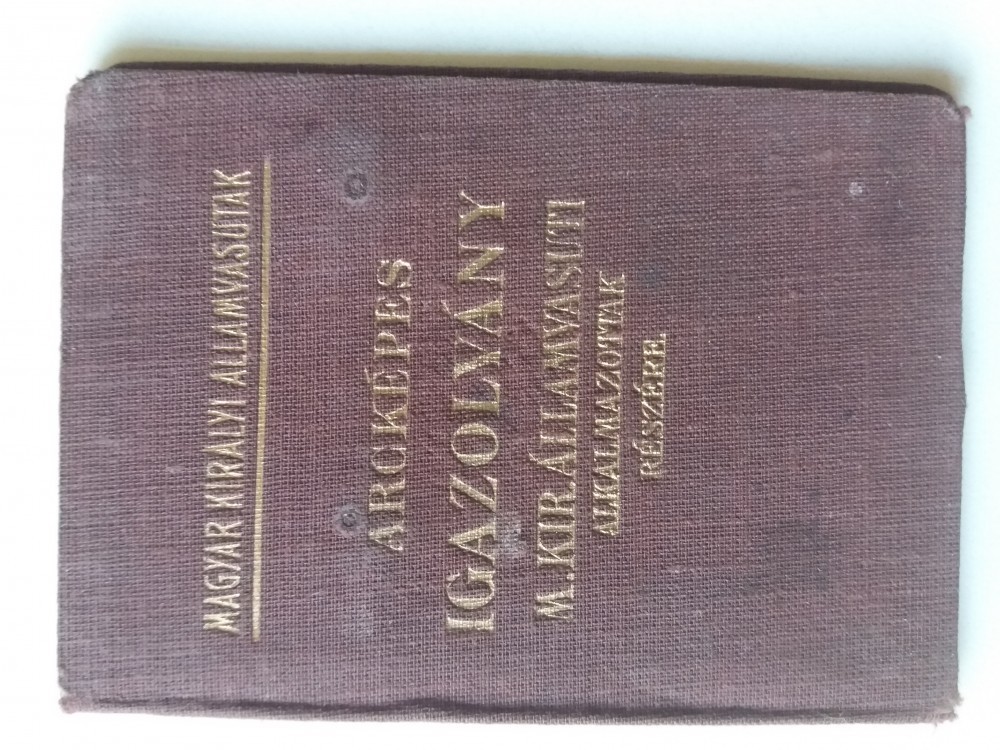 MAGYAR KIRÁLYI ÁLLAMVASUTAK
ARCKÉPES
IGAZOLVÁNY
M.KIR.ÁLLAMVASUTI
ALKALMAZOTTAK
RÉSZÉRE.